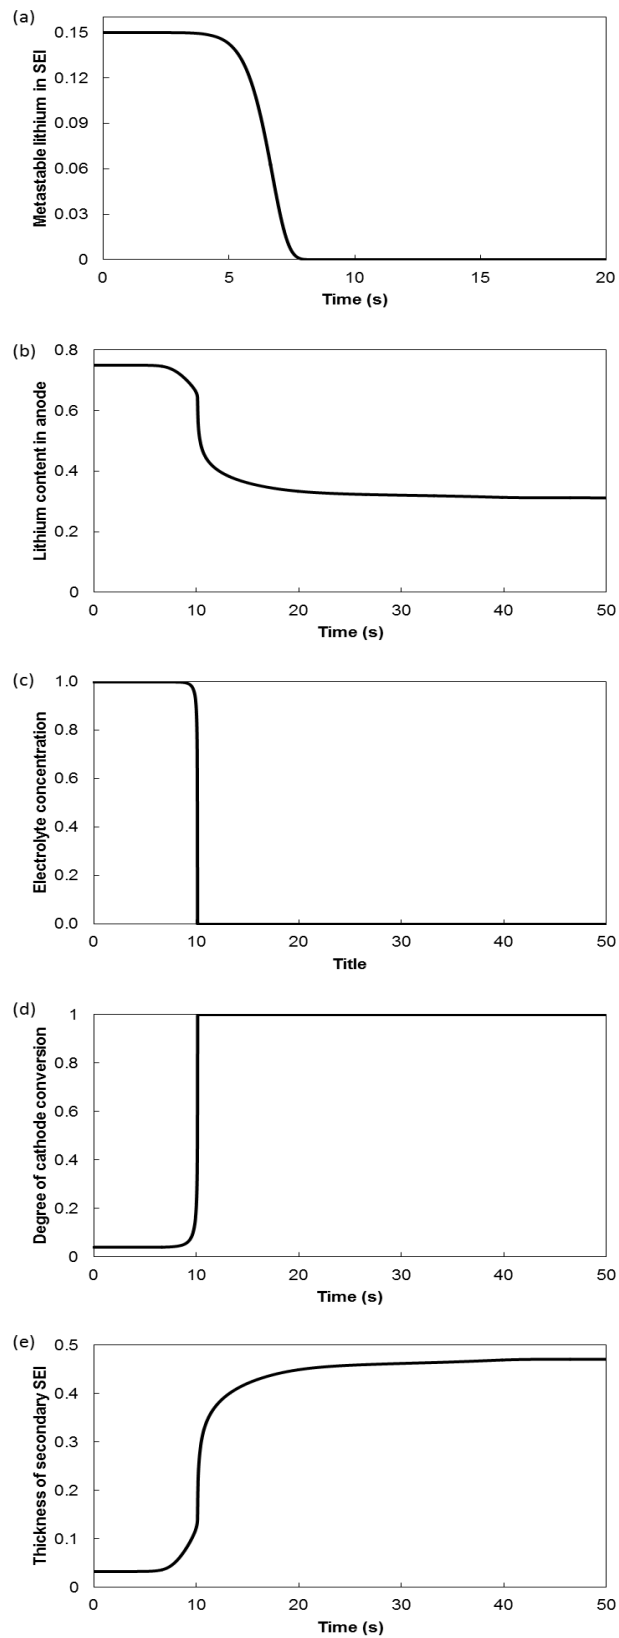 (a)
Metastable lithium in SEI
0.15
0.12
0.09
0.06
0.03
0
0 5 10 15 20
Time (s)
(b)
Lithium content in anode
0.8
0.6
0.4
0.2
0
0 10 20 30 40 50
Time (s)
(c)
Electrolyte concentration
1.0
0.8
0.6
0.4
0.2
0.0
0 10 20 30 40 50
Title
(d)
Degree of cathode conversion
1
0.8
0.6
0.4
0.2
0
0 10 20 30 40 50
Time (s)
(e)
Thickness of secondary SEI
0.5
0.4
0.3
0.2
0.1
0
0 10 20 30 40 50
Time (s)